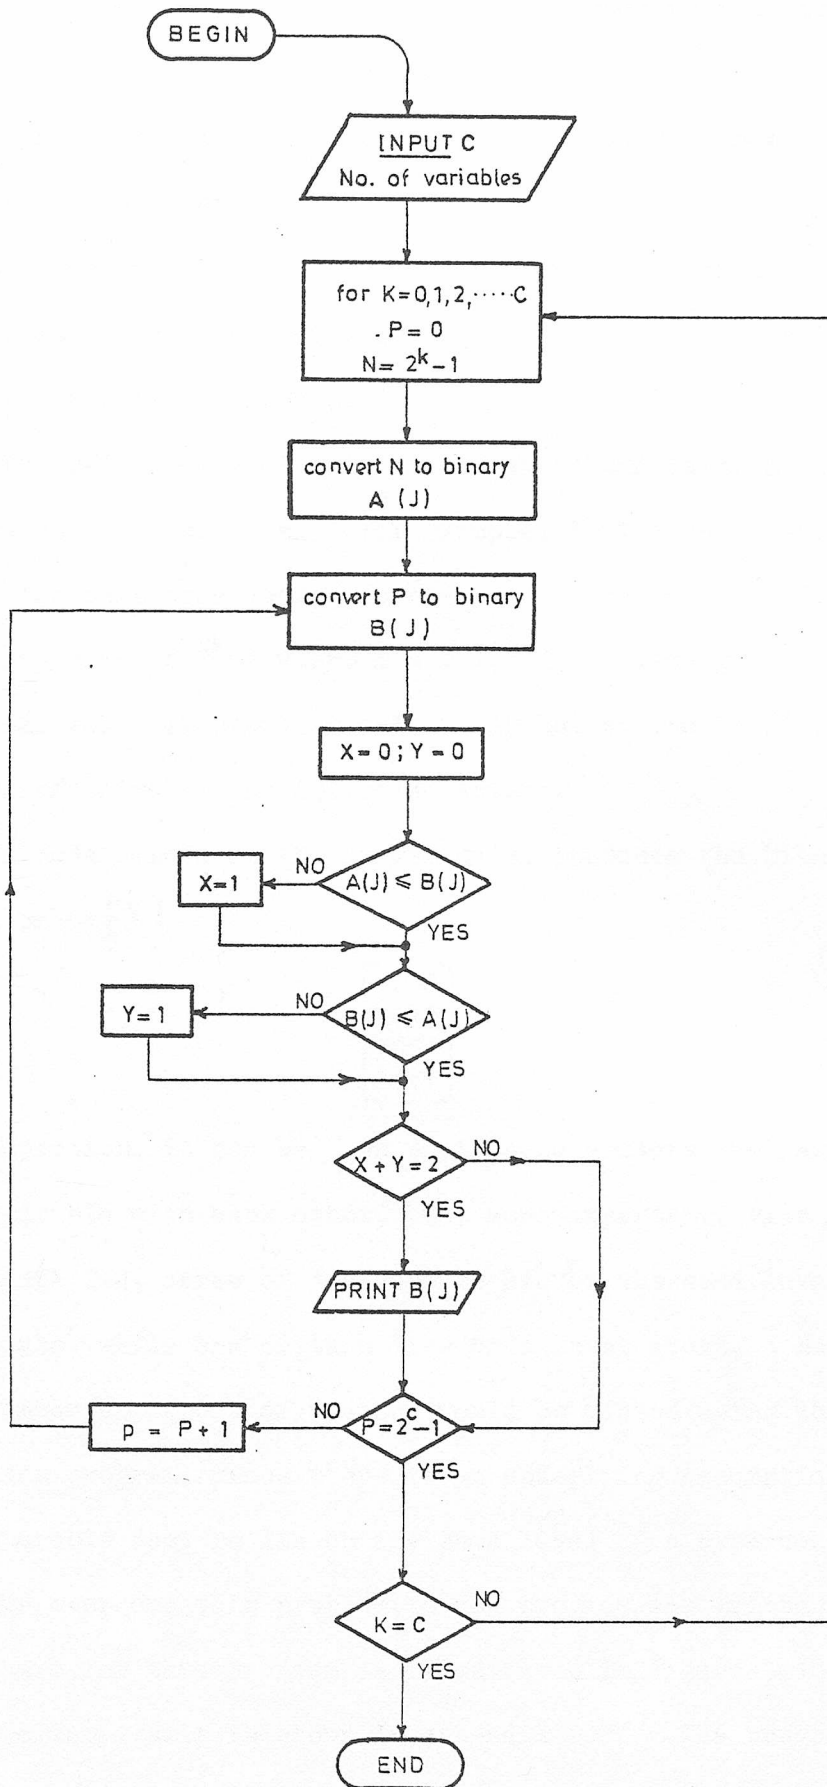 BEGIN
INPUT C
No. of variables
for K=0,1,2,·····C
. P = 0
N= 2^k-1
convert N to binary
A (J)
convert P to binary
B(J)
X=0; Y=0
A(J) ≤ B(J)
NO
X=1
YES
B(J) ≤ A(J)
NO
Y=1
YES
X + Y = 2
NO
YES
PRINT B(J)
P=2^c-1
NO
p = P+1
YES
K = C
NO
YES
END